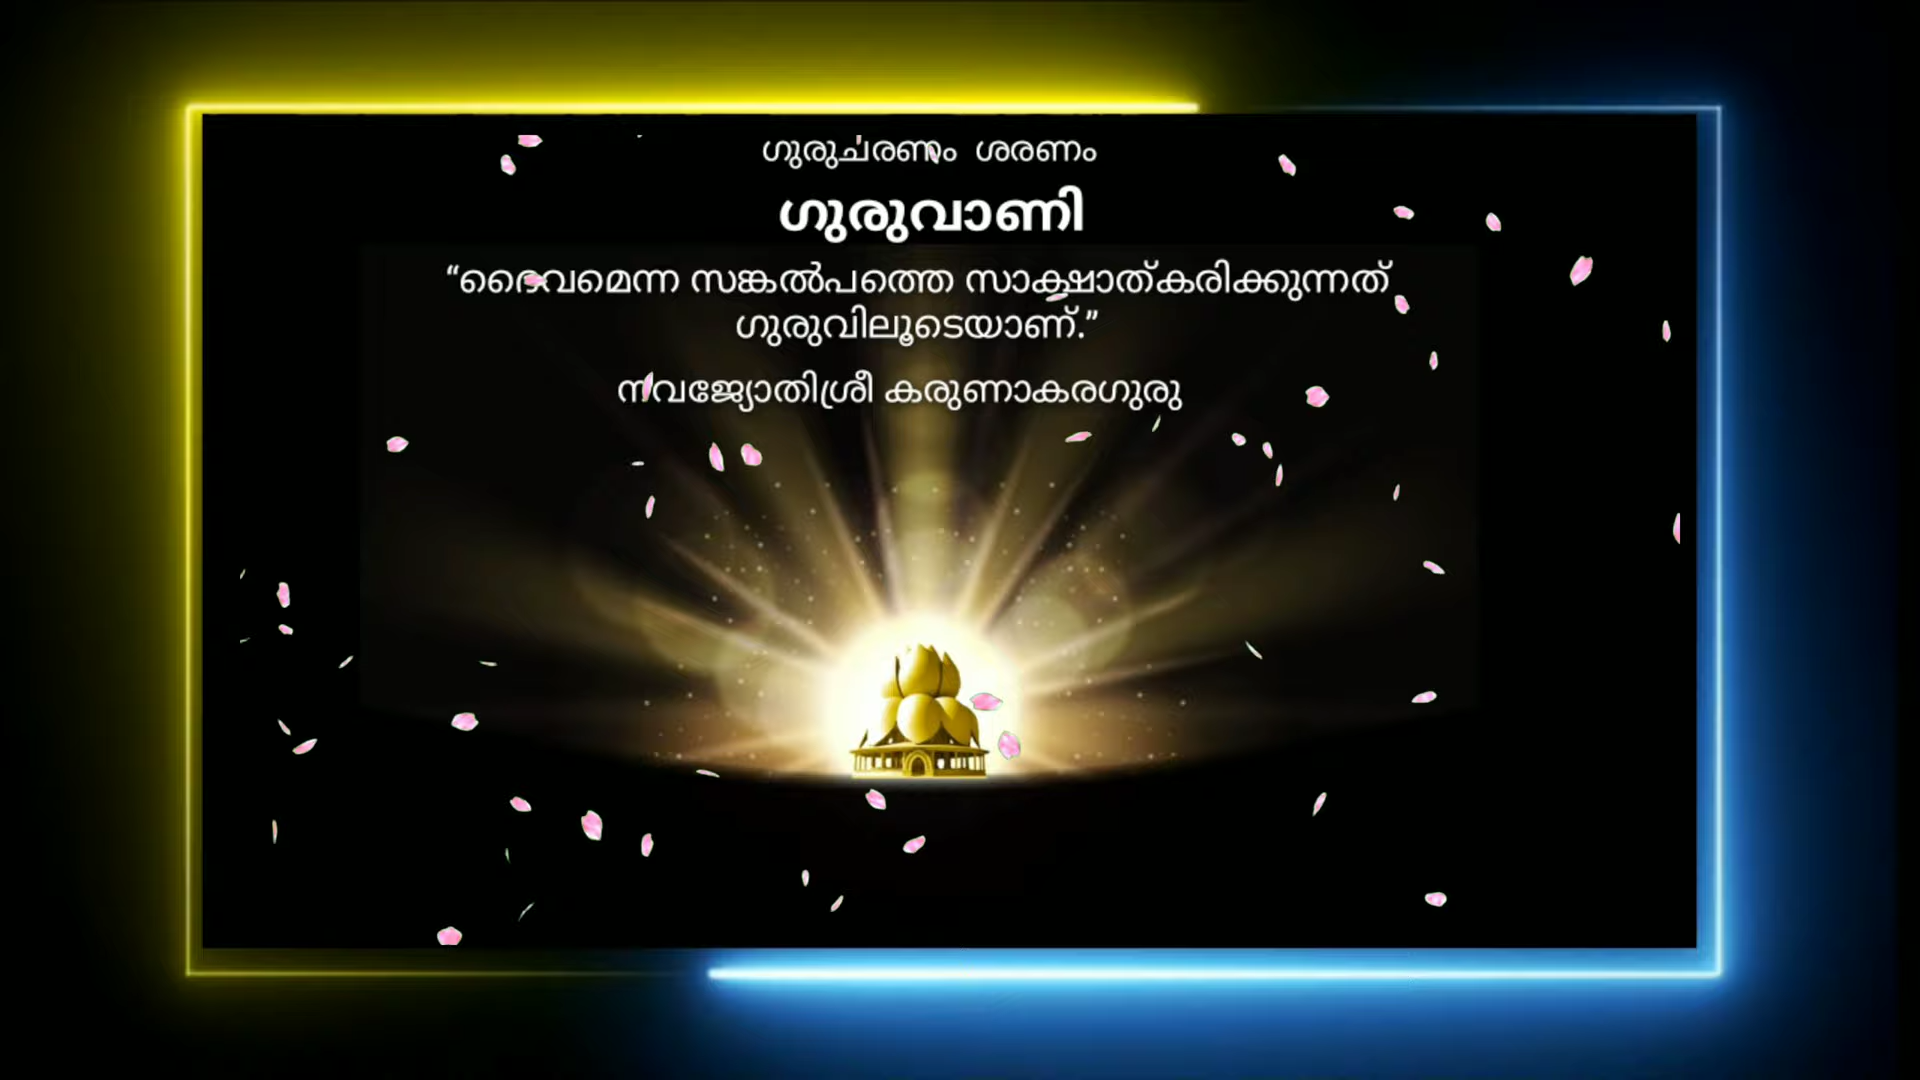 ഗുരുചരണം ശരണം
ഗുരുവാണി
“ദൈവമെന്ന സങ്കൽപത്തെ സാക്ഷാത്കരിക്കുന്നത്
ഗുരുവിലൂടെയാണ്.”
നവജ്യോതിശ്രീ കരുണാകരഗുരു